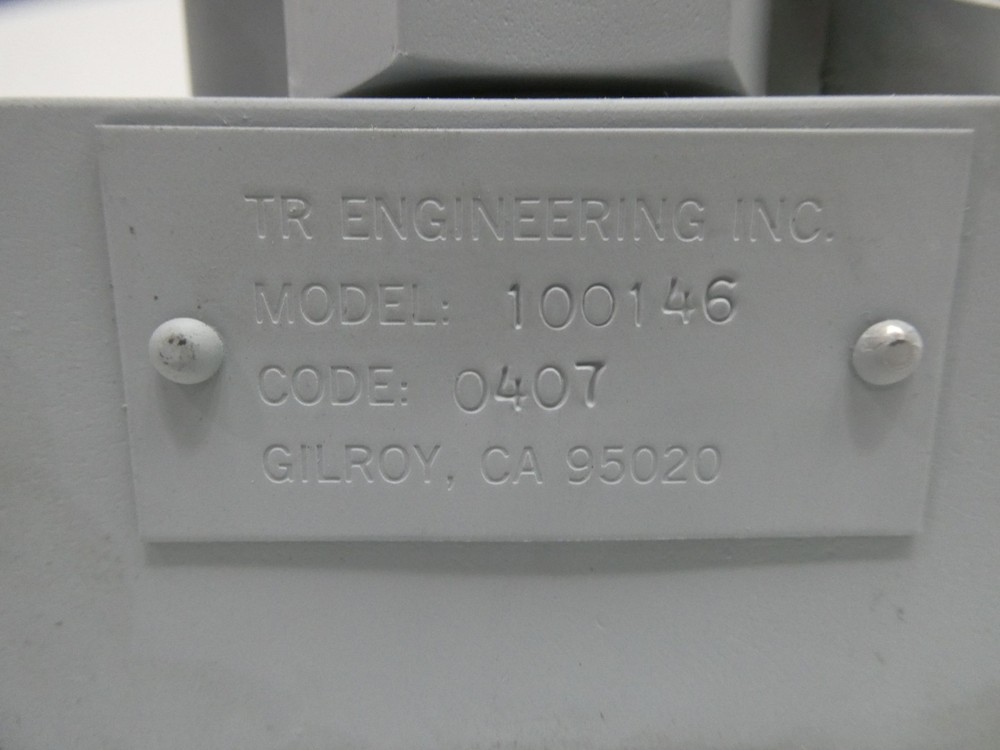 TR ENGINEERING INC.
MODEL: 100146
CODE: 0407
GILROY, CA 95020